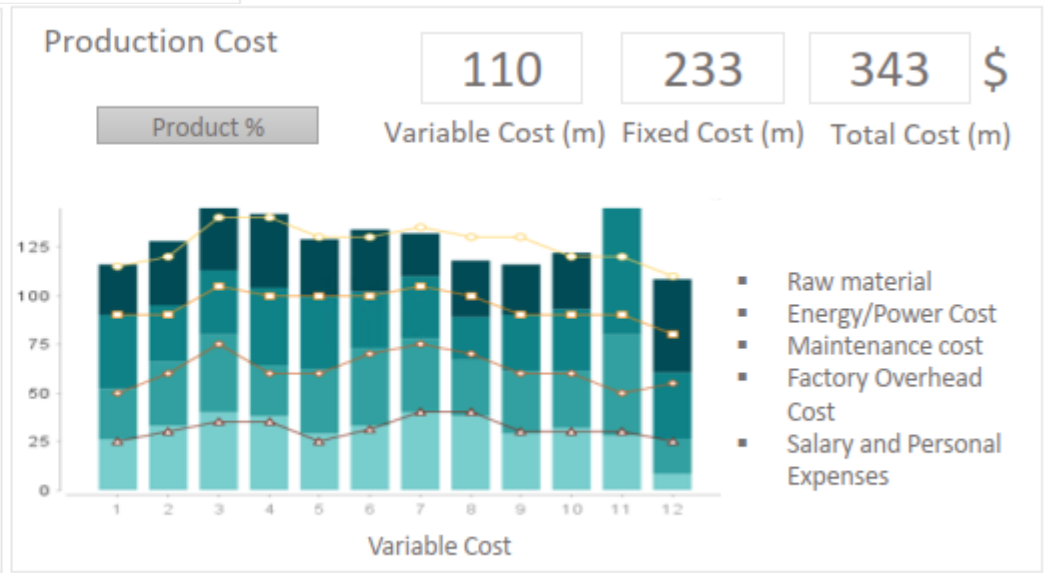 Production Cost
110 233 343 $
Product %
Variable Cost (m) Fixed Cost (m) Total Cost (m)
125
100
75
50
25
0
1 2 3 4 5 6 7 8 9 10 11 12
Variable Cost
▪ Raw material
▪ Energy/Power Cost
▪ Maintenance cost
▪ Factory Overhead
Cost
▪ Salary and Personal
Expenses